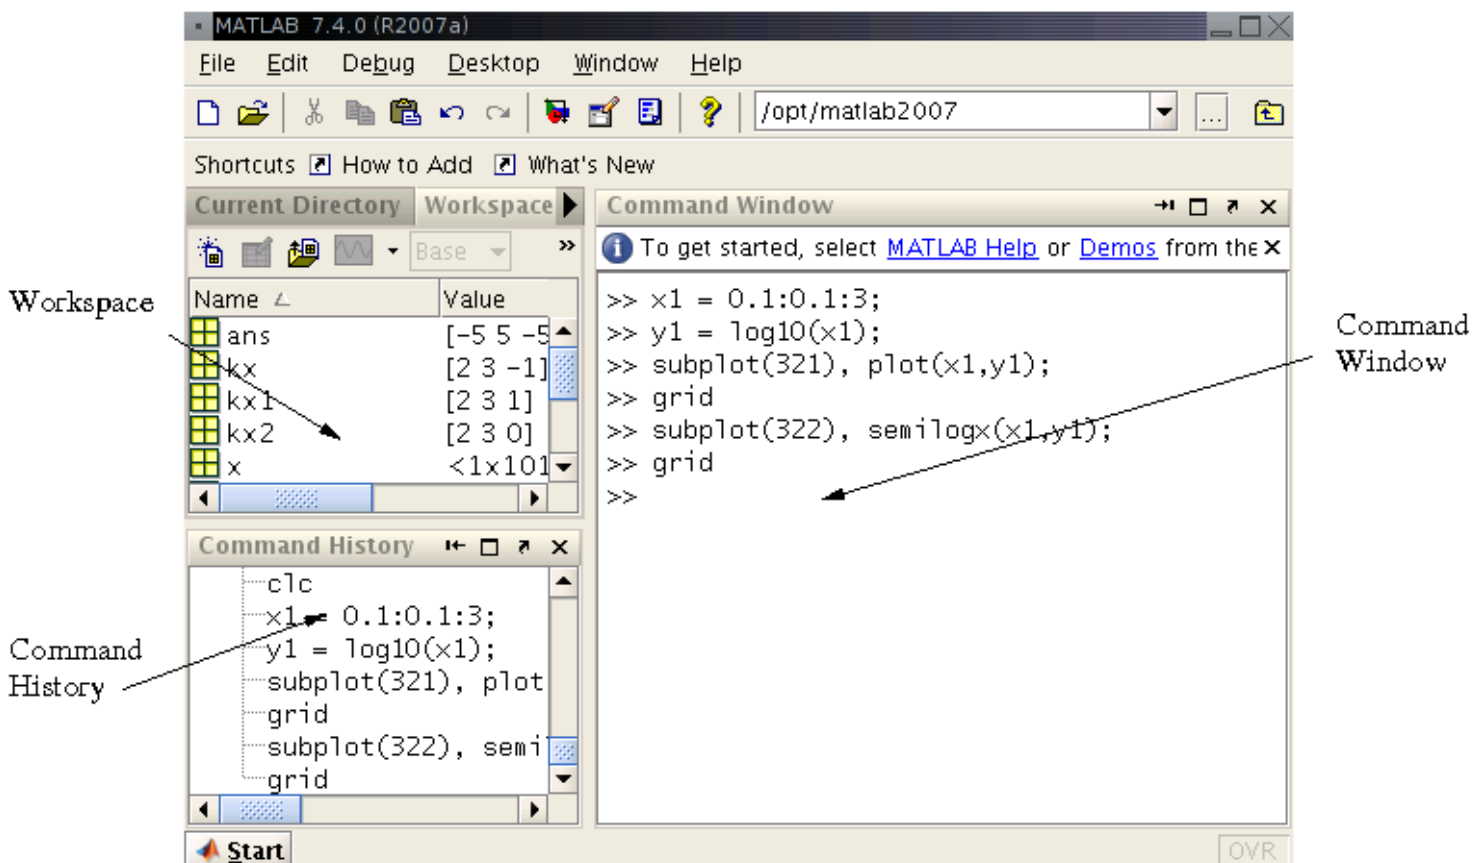 MATLAB 7.4.0 (R2007a)
File Edit Debug Desktop Window Help
/opt/matlab2007
...
Shortcuts How to Add What's New
Current Directory Workspace
Base
»
Name Value
ans [-5 5 -5
kx [2 3 -1]
kx1 [2 3 1]
kx2 [2 3 0]
x <1x101
Workspace
Command History
clc
x1 = 0.1:0.1:3;
y1 = log10(x1);
subplot(321), plot
grid
subplot(322), semi
grid
Command
History
Command Window
To get started, select MATLAB Help or Demos from the
>> x1 = 0.1:0.1:3;
>> y1 = log10(x1);
>> subplot(321), plot(x1,y1);
>> grid
>> subplot(322), semilogx(x1,y1);
>> grid
>>
Command
Window
Start
OVR